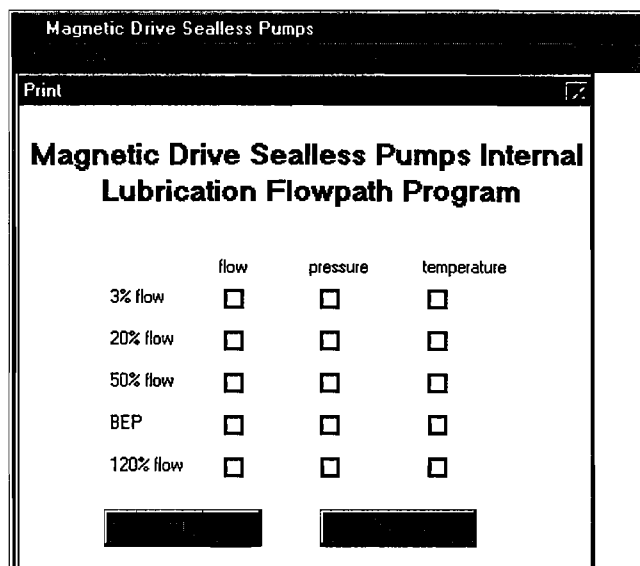 Magnetic Drive Sealless Pumps
Print
Magnetic Drive Sealless Pumps Internal
Lubrication Flowpath Program
flow pressure temperature
3% flow
20% flow
50% flow
BEP
120% flow